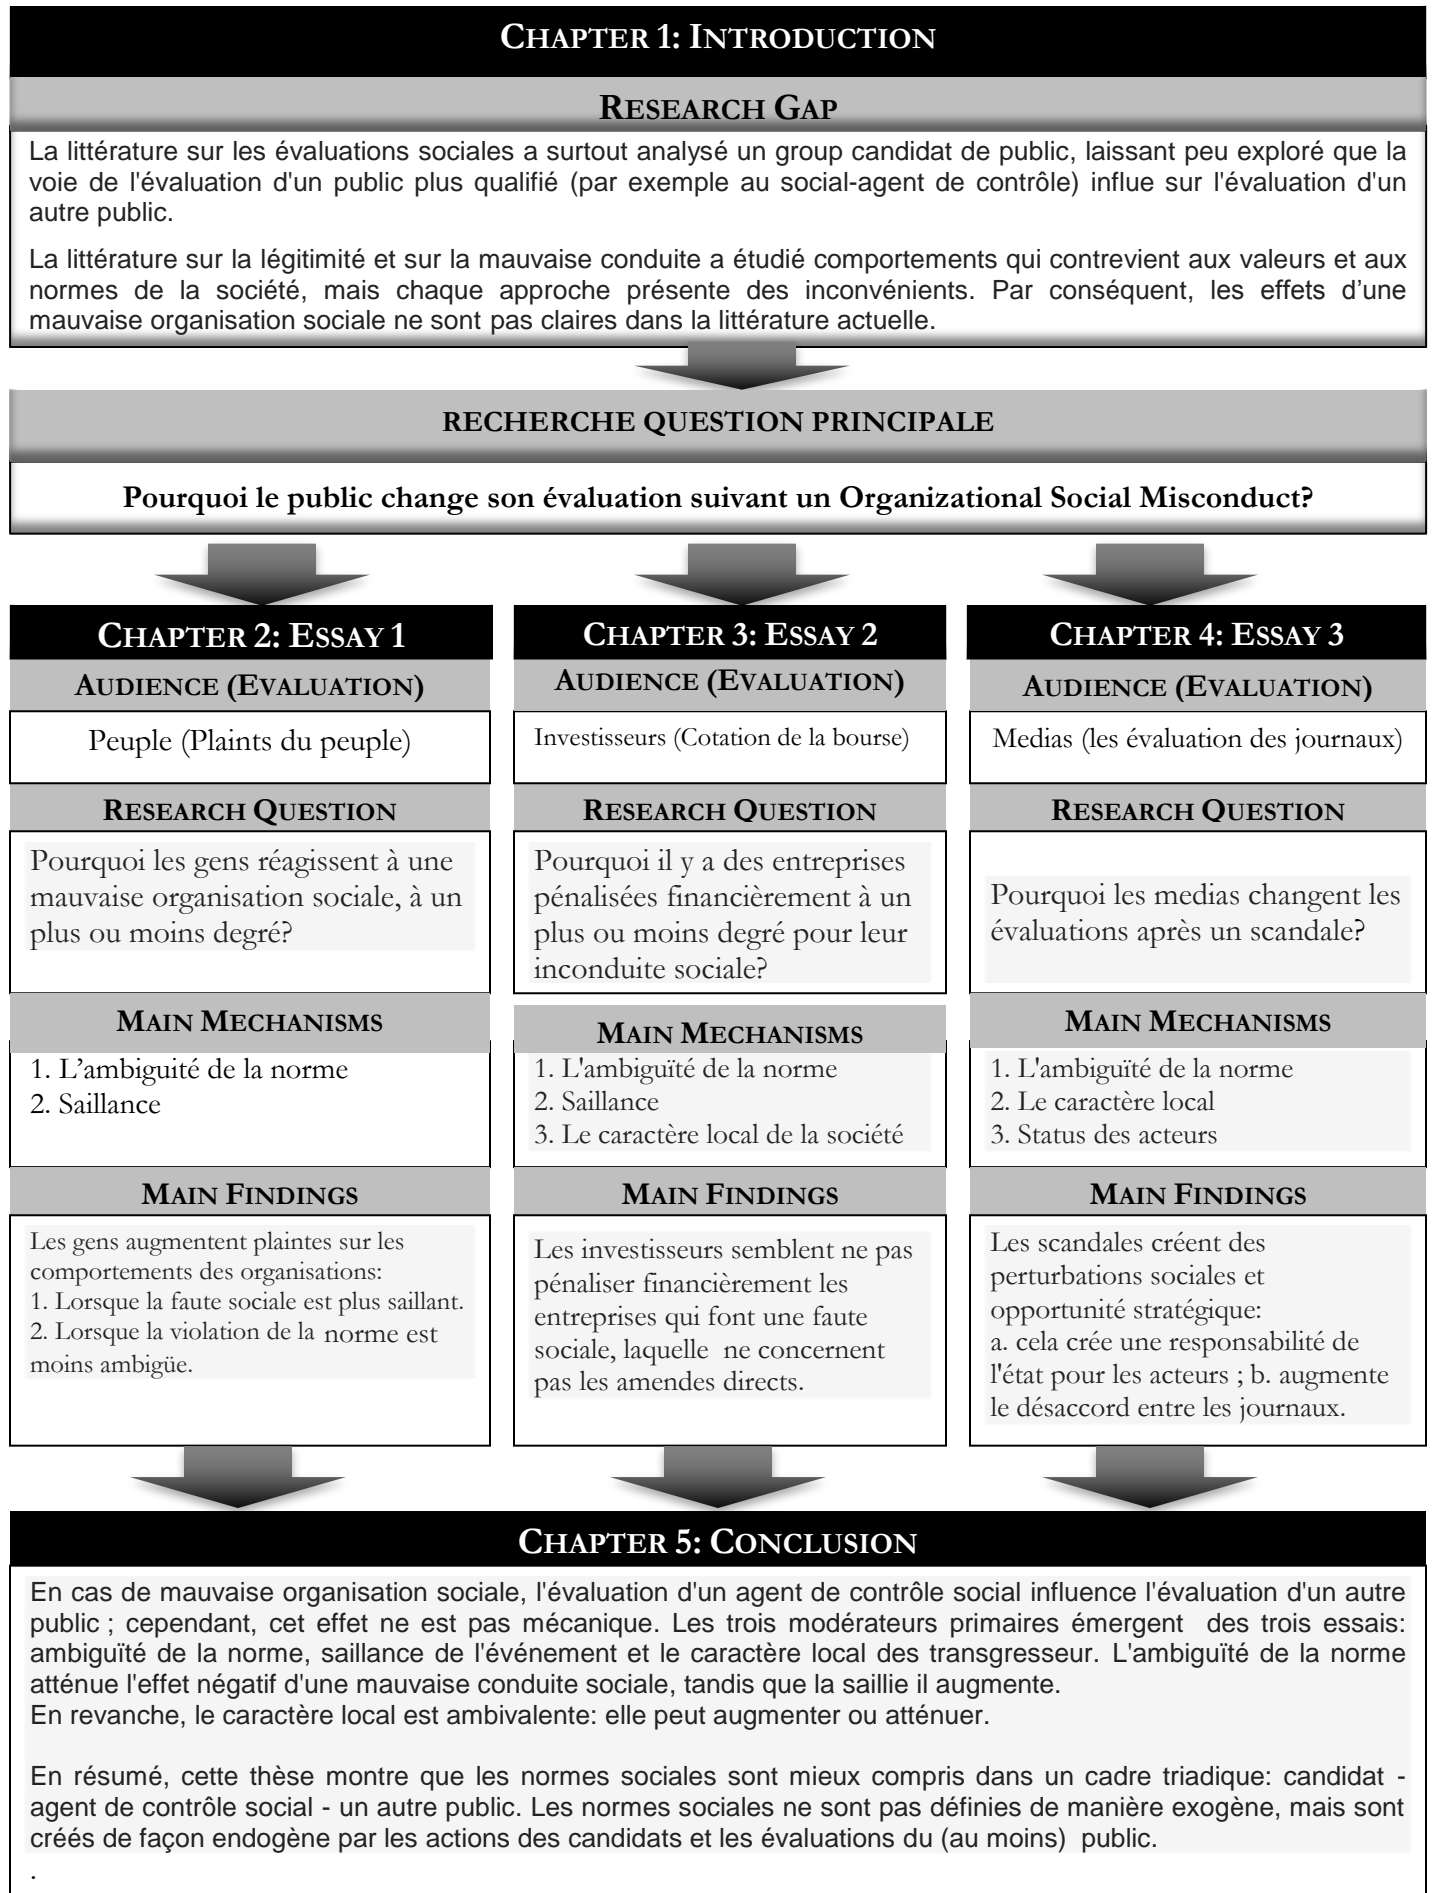 CHAPTER 1: INTRODUCTION
RESEARCH GAP
La littérature sur les évaluations sociales a surtout analysé un group candidat de public, laissant peu exploré que la
voie de l'évaluation d'un public plus qualifié (par exemple au social-agent de contrôle) influe sur l'évaluation d'un
autre public.
La littérature sur la légitimité et sur la mauvaise conduite a étudié comportements qui contrevient aux valeurs et aux
normes de la société, mais chaque approche présente des inconvénients. Par conséquent, les effets d’une
mauvaise organisation sociale ne sont pas claires dans la littérature actuelle.
RECHERCHE QUESTION PRINCIPALE
Pourquoi le public change son évaluation suivant un Organizational Social Misconduct?
CHAPTER 2: ESSAY 1
AUDIENCE (EVALUATION)
Peuple (Plaints du peuple)
RESEARCH QUESTION
Pourquoi les gens réagissent à une
mauvaise organisation sociale, à un
plus ou moins degré?
MAIN MECHANISMS
1. L’ambiguité de la norme
2. Saillance
MAIN FINDINGS
Les gens augmentent plaintes sur les
comportements des organisations:
1. Lorsque la faute sociale est plus saillant.
2. Lorsque la violation de la norme est
moins ambigüe.
CHAPTER 3: ESSAY 2
AUDIENCE (EVALUATION)
Investisseurs (Cotation de la bourse)
RESEARCH QUESTION
Pourquoi il y a des entreprises
pénalisées financièrement à un
plus ou moins degré pour leur
inconduite sociale?
MAIN MECHANISMS
1. L'ambiguïté de la norme
2. Saillance
3. Le caractère local de la société
MAIN FINDINGS
Les investisseurs semblent ne pas
pénaliser financièrement les
entreprises qui font une faute
sociale, laquelle ne concernent
pas les amendes directs.
CHAPTER 4: ESSAY 3
AUDIENCE (EVALUATION)
Medias (les évaluation des journaux)
RESEARCH QUESTION
Pourquoi les medias changent les
évaluations après un scandale?
MAIN MECHANISMS
1. L'ambiguïté de la norme
2. Le caractère local
3. Status des acteurs
MAIN FINDINGS
Les scandales créent des
perturbations sociales et
opportunité stratégique:
a. cela crée une responsabilité de
l'état pour les acteurs ; b. augmente
le désaccord entre les journaux.
CHAPTER 5: CONCLUSION
En cas de mauvaise organisation sociale, l'évaluation d'un agent de contrôle social influence l'évaluation d'un autre
public ; cependant, cet effet ne est pas mécanique. Les trois modérateurs primaires émergent des trois essais:
ambiguïté de la norme, saillance de l'événement et le caractère local des transgresseur. L'ambiguïté de la norme
atténue l'effet négatif d'une mauvaise conduite sociale, tandis que la saillie il augmente.
En revanche, le caractère local est ambivalente: elle peut augmenter ou atténuer.
En résumé, cette thèse montre que les normes sociales sont mieux compris dans un cadre triadique: candidat -
agent de contrôle social - un autre public. Les normes sociales ne sont pas définies de manière exogène, mais sont
créés de façon endogène par les actions des candidats et les évaluations du (au moins) public.
.